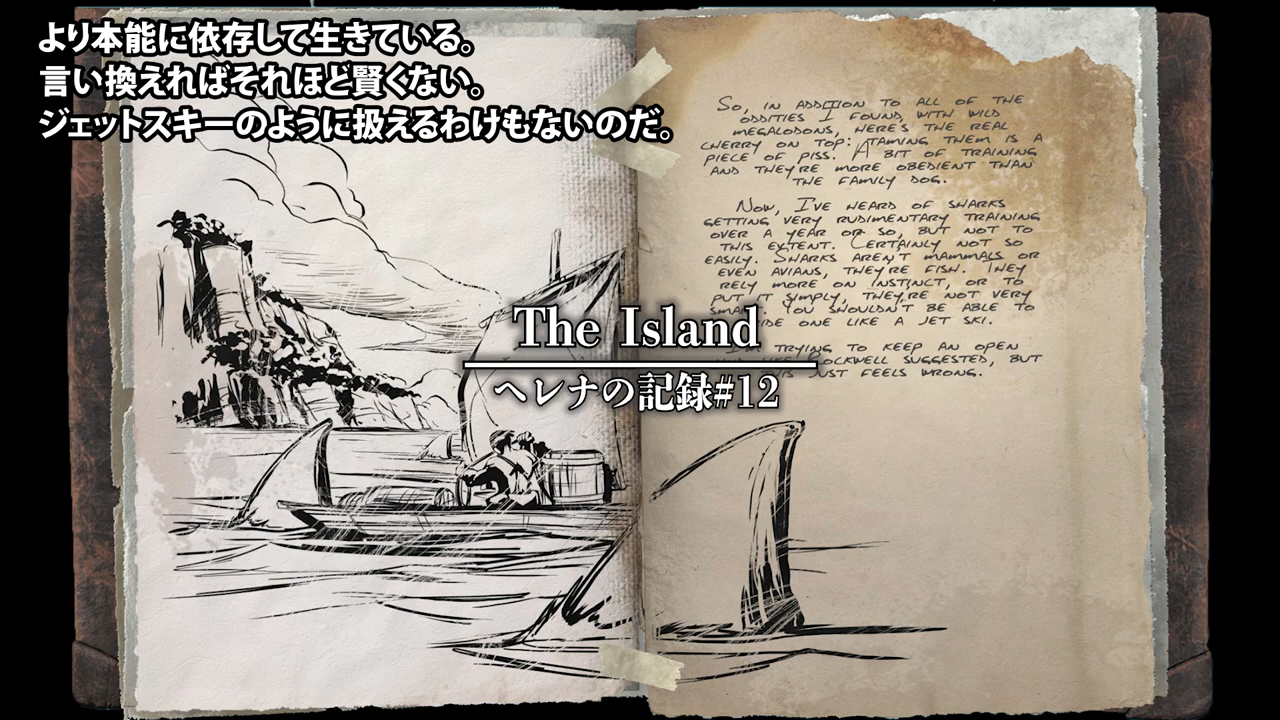 より本能に依存して生きている。
言い換えればそれほど賢くない。
ジェットスキーのように扱えるわけもないのだ。
So, in addition to all of the
oddities I found with wild
megalodons, here's the real
cherry on top: taming them is a
piece of piss. A bit of training
and they're more obedient than
the family dog.
Now, I've heard of sharks
getting very rudimentary training
over a year or so, but not to
this extent. Certainly not so
easily. Sharks aren't mammals or
even avians, they're fish. They
rely more on instinct, or to
put it simply, they're not very
smart. You shouldn't be able to
ride one like a jet ski.
trying to keep an open
Rockwell suggested, but
just feels wrong.
The Island
ヘレナの記録#12